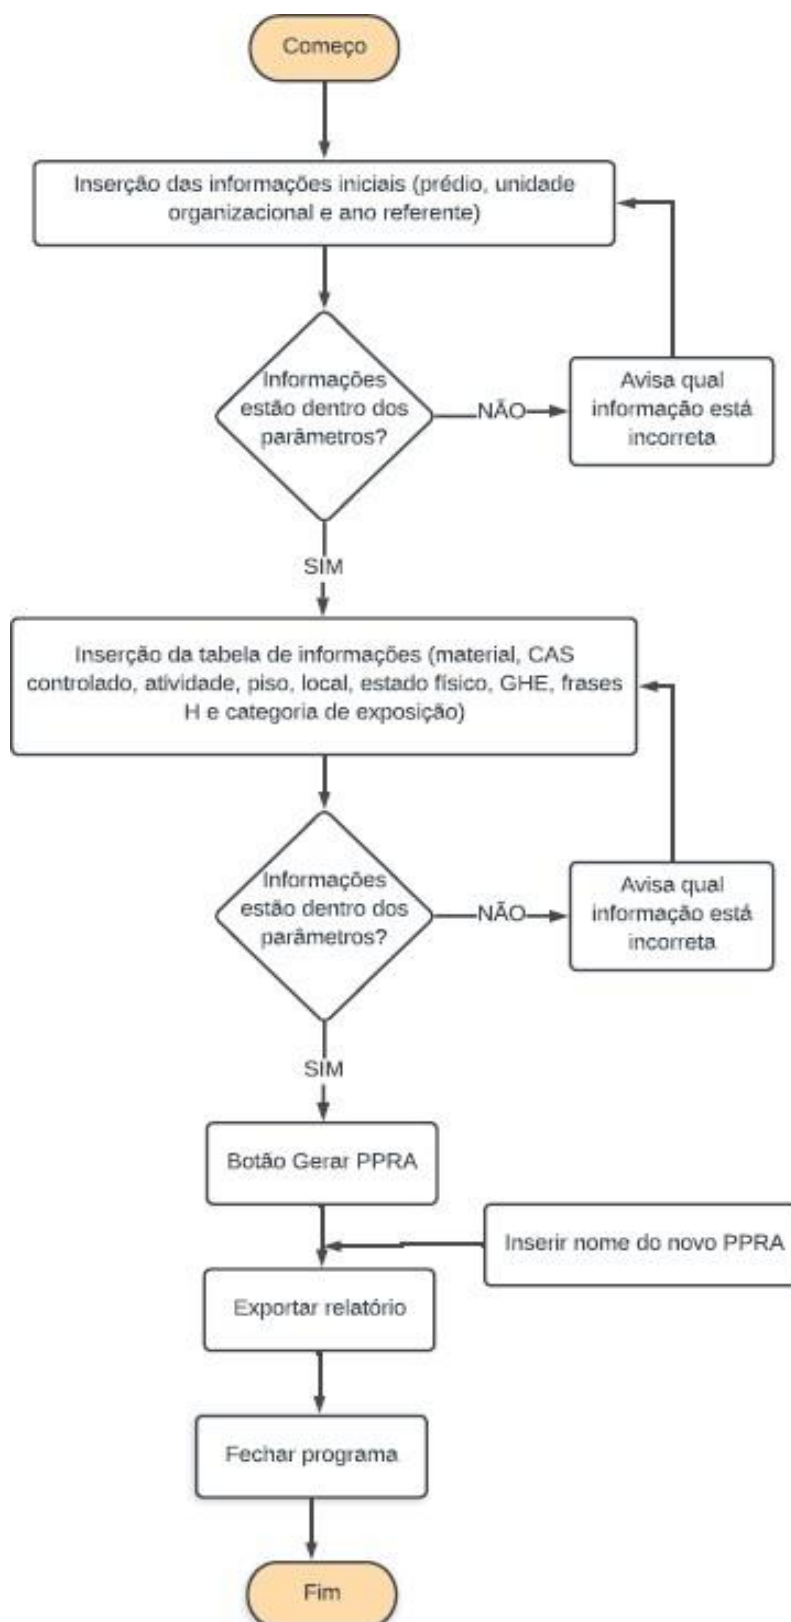 Começo
Inserção das informações iniciais (prédio, unidade
organizacional e ano referente)
Informações
estão dentro dos
parâmetros?
NÃO
Avisa qual
informação está
incorreta
SIM
Inserção da tabela de informações (material, CAS
controlado, atividade, piso, local, estado físico, GHE, frases
H e categoria de exposição)
Informações
estão dentro dos
parâmetros?
NÃO
Avisa qual
informação está
incorreta
SIM
Botão Gerar PPRA
Inserir nome do novo PPRA
Exportar relatório
Fechar programa
Fim